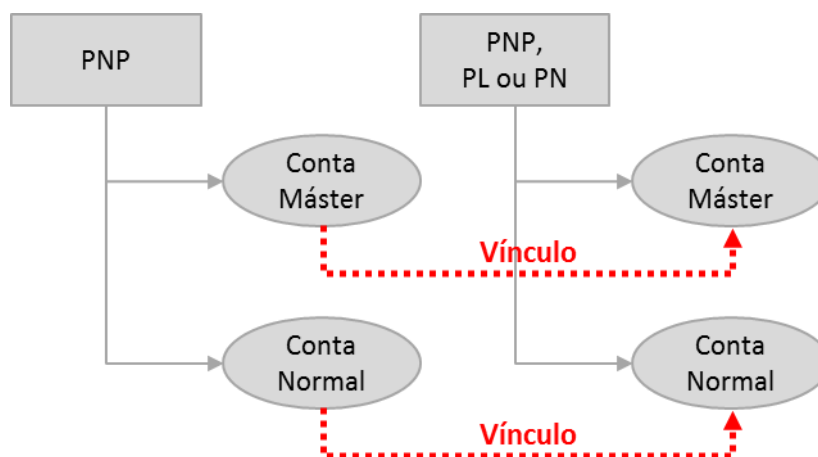 PNP
PNP,
PL ou PN
Conta
Máster
Conta
Máster
Vínculo
Conta
Normal
Conta
Normal
Vínculo